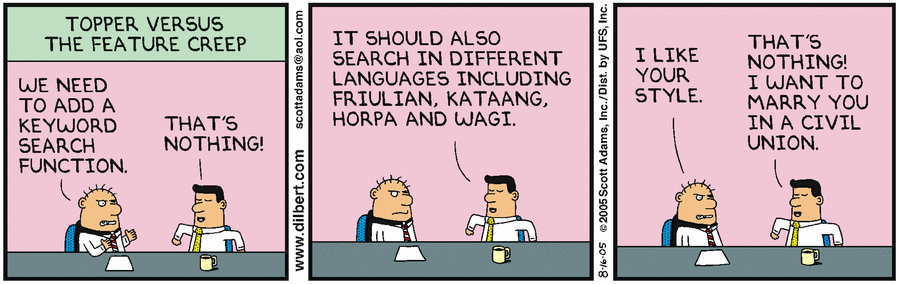 TOPPER VERSUS
THE FEATURE CREEP
WE NEED
TO ADD A
KEYWORD
SEARCH
FUNCTION.
THAT'S
NOTHING!
www.dilbert.com
scottadams@aol.com
IT SHOULD ALSO
SEARCH IN DIFFERENT
LANGUAGES INCLUDING
FRIULIAN, KATAANG,
HORPA AND WAGI.
8-16-05 ©2005 Scott Adams, Inc./Dist. by UFS, Inc.
I LIKE
YOUR
STYLE.
THAT'S
NOTHING!
I WANT TO
MARRY YOU
IN A CIVIL
UNION.